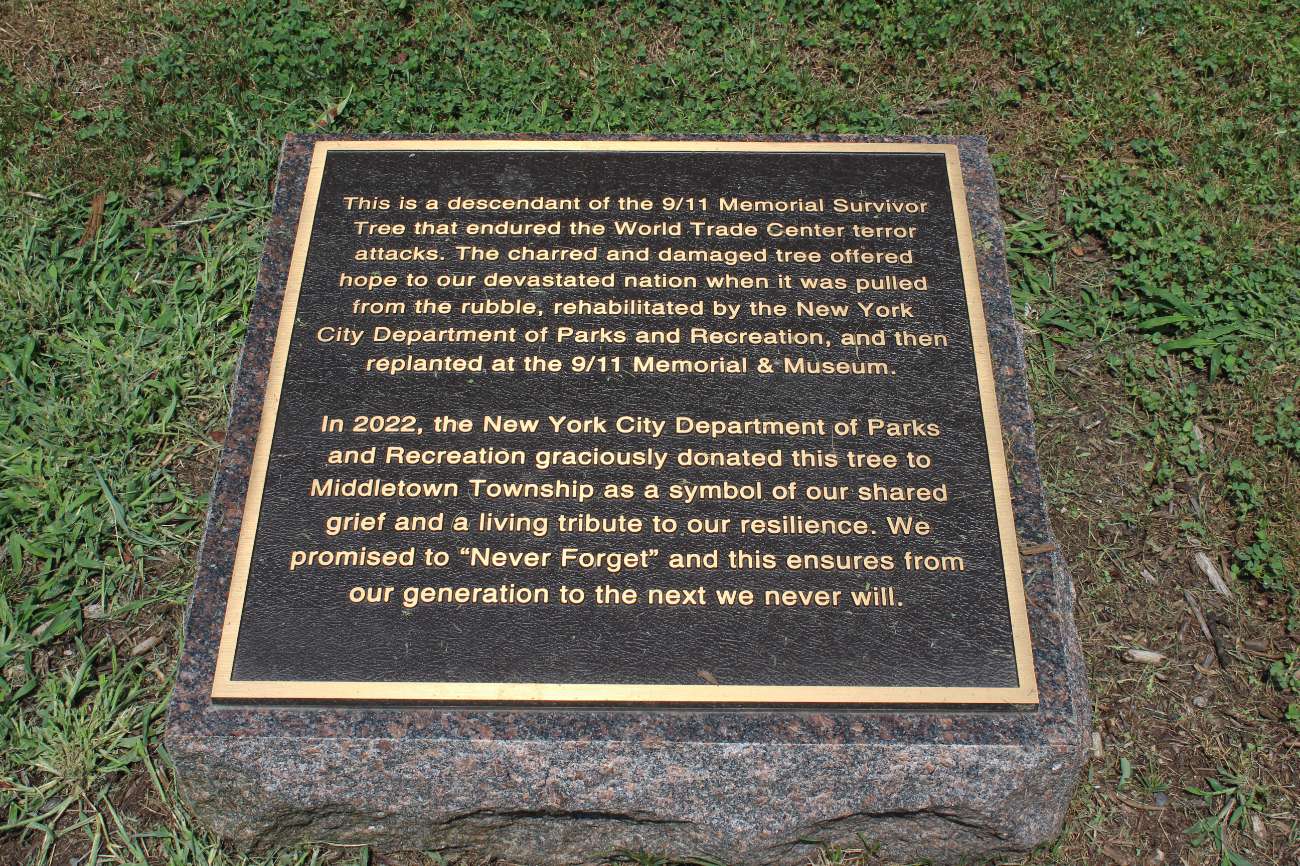 This is a descendant of the 9/11 Memorial Survivor
Tree that endured the World Trade Center terror
attacks. The charred and damaged tree offered
hope to our devastated nation when it was pulled
from the rubble, rehabilitated by the New York
City Department of Parks and Recreation, and then
replanted at the 9/11 Memorial & Museum.
In 2022, the New York City Department of Parks
and Recreation graciously donated this tree to
Middletown Township as a symbol of our shared
grief and a living tribute to our resilience. We
promised to “Never Forget” and this ensures from
our generation to the next we never will.